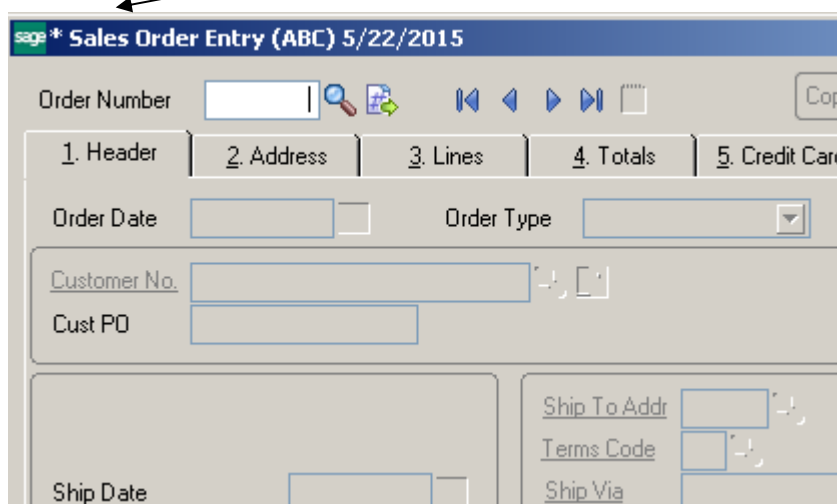 sage* Sales Order Entry (ABC) 5/22/2015
Order Number
1. Header 2. Address 3. Lines 4. Totals 5. Credit
Order Date Order Type
Customer No.
Cust PO
Ship To Addr
Terms Code
Ship Date Ship Via